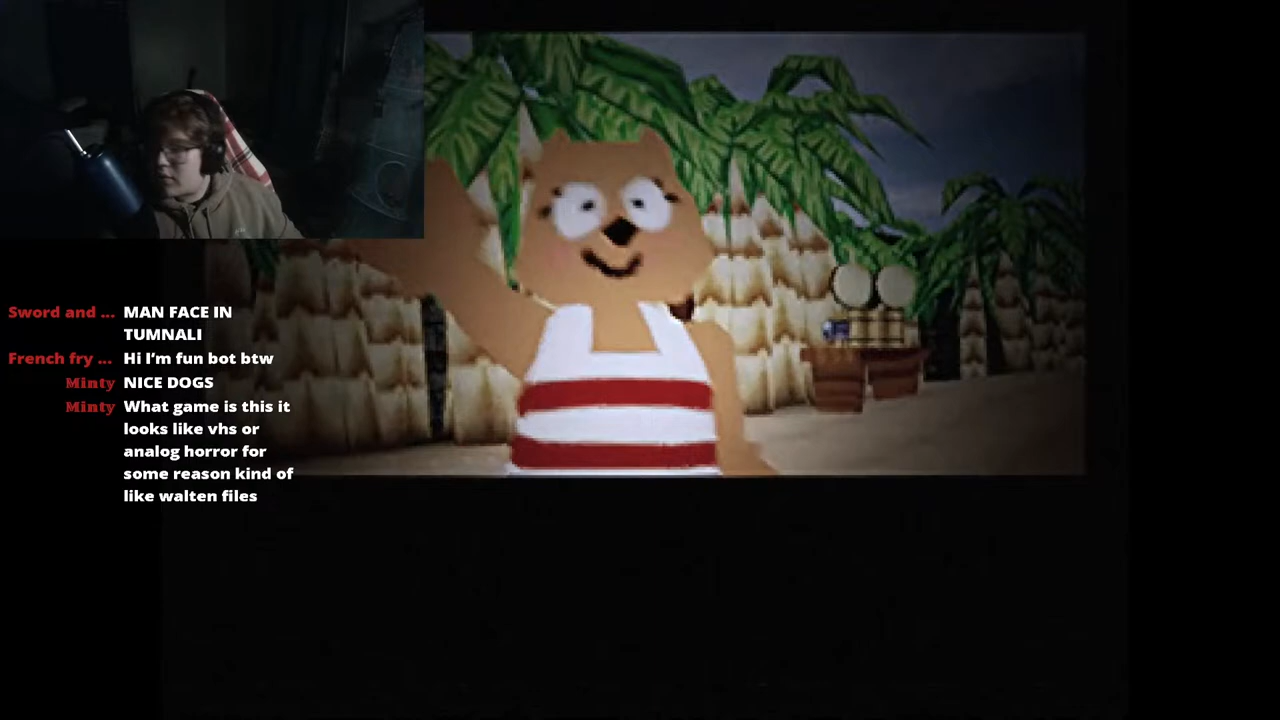 Sword and ... MAN FACE IN
TUMNALI
French fry ... Hi I'm fun bot btw
Minty NICE DOGS
Minty What game is this it
looks like vhs or
analog horror for
some reason kind of
like walten files